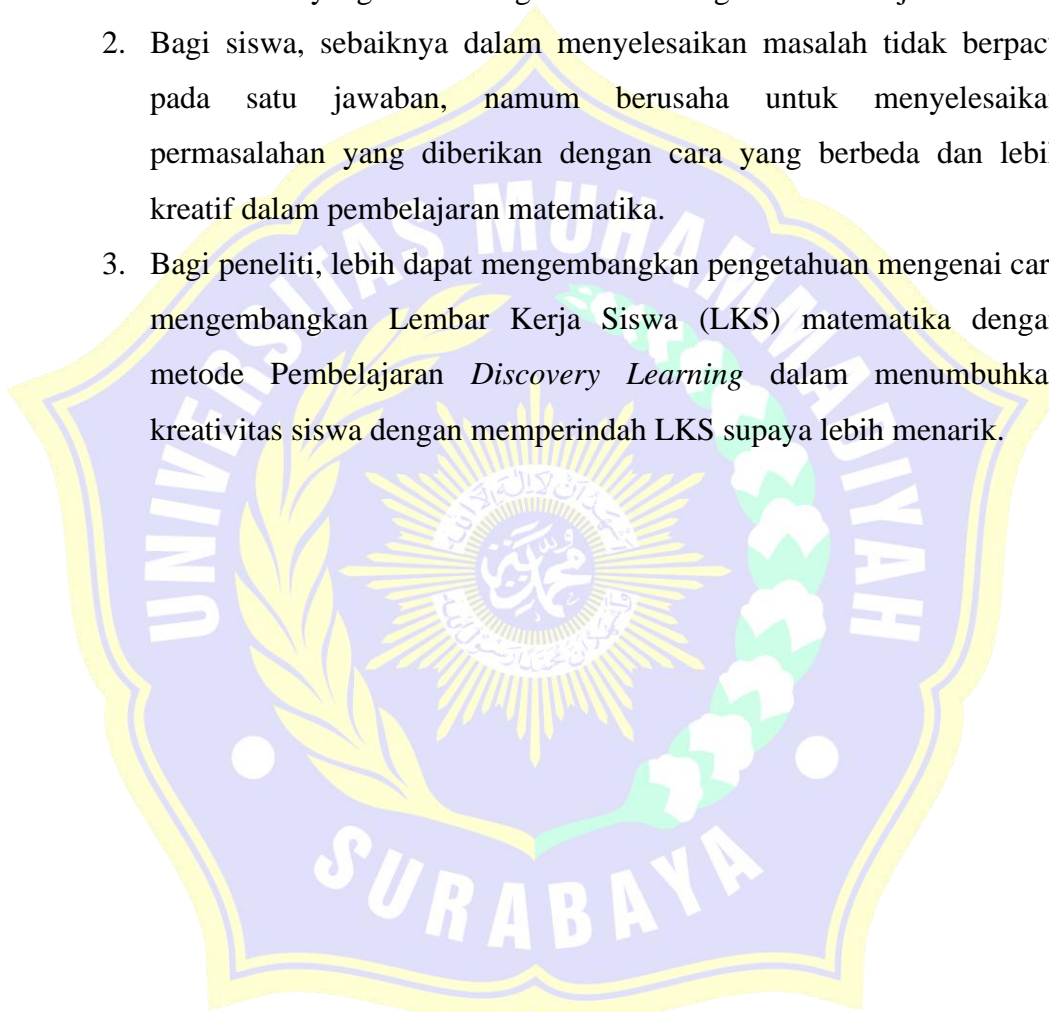 2. Bagi siswa, sebaiknya dalam menyelesaikan masalah tidak berpac
pada satu jawaban, namum berusaha untuk menyelesaika
permasalahan yang diberikan dengan cara yang berbeda dan lebi
kreatif dalam pembelajaran matematika.
3. Bagi peneliti, lebih dapat mengembangkan pengetahuan mengenai car
mengembangkan Lembar Kerja Siswa (LKS) matematika denga
metode Pembelajaran Discovery Learning dalam menumbuhka
kreativitas siswa dengan memperindah LKS supaya lebih menarik.
UNIVERSITAS MUHAMMADIYAH
SURABAYA